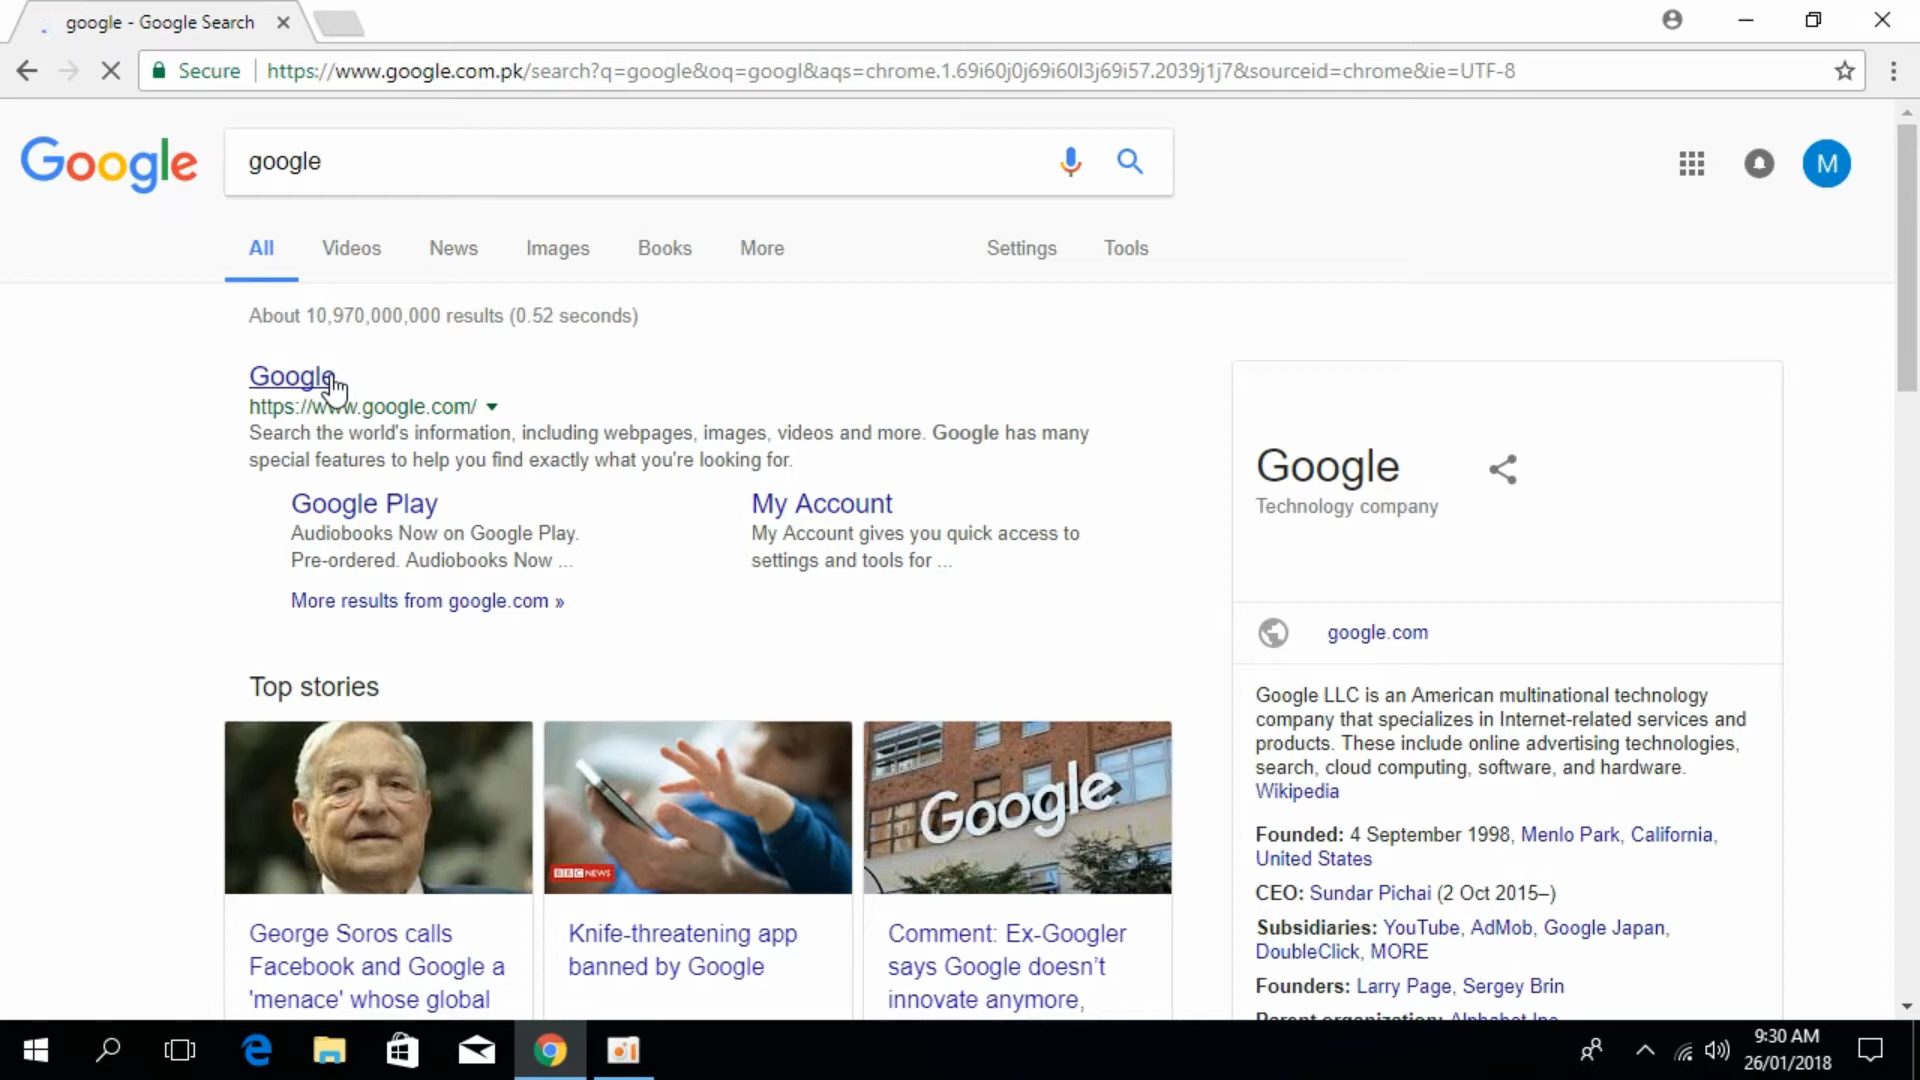 google - Google Search
Secure
https://www.google.com.pk/search?q=google&oq=googl&aqs=chrome.1.69i60j0j69i60l3j69i57.2039j1j7&sourceid=chrome&ie=UTF-8
Google
google
M
All
Videos
News
Images
Books
More
Settings
Tools
About 10,970,000,000 results (0.52 seconds)
Google
https://www.google.com/
Search the world's information, including webpages, images, videos and more. Google has many
special features to help you find exactly what you're looking for.
Google Play
Audiobooks Now on Google Play.
Pre-ordered. Audiobooks Now ...
My Account
My Account gives you quick access to
settings and tools for ...
More results from google.com »
Top stories
BBC NEWS
Google
George Soros calls
Facebook and Google a
'menace' whose global
Knife-threatening app
banned by Google
Comment: Ex-Googler
says Google doesn't
innovate anymore,
Google
Technology company
google.com
Google LLC is an American multinational technology
company that specializes in Internet-related services and
products. These include online advertising technologies,
search, cloud computing, software, and hardware.
Wikipedia
Founded: 4 September 1998, Menlo Park, California,
United States
CEO: Sundar Pichai (2 Oct 2015–)
Subsidiaries: YouTube, AdMob, Google Japan,
DoubleClick, MORE
Founders: Larry Page, Sergey Brin
Parent organization: Alphabet Inc.
9:30 AM
26/01/2018